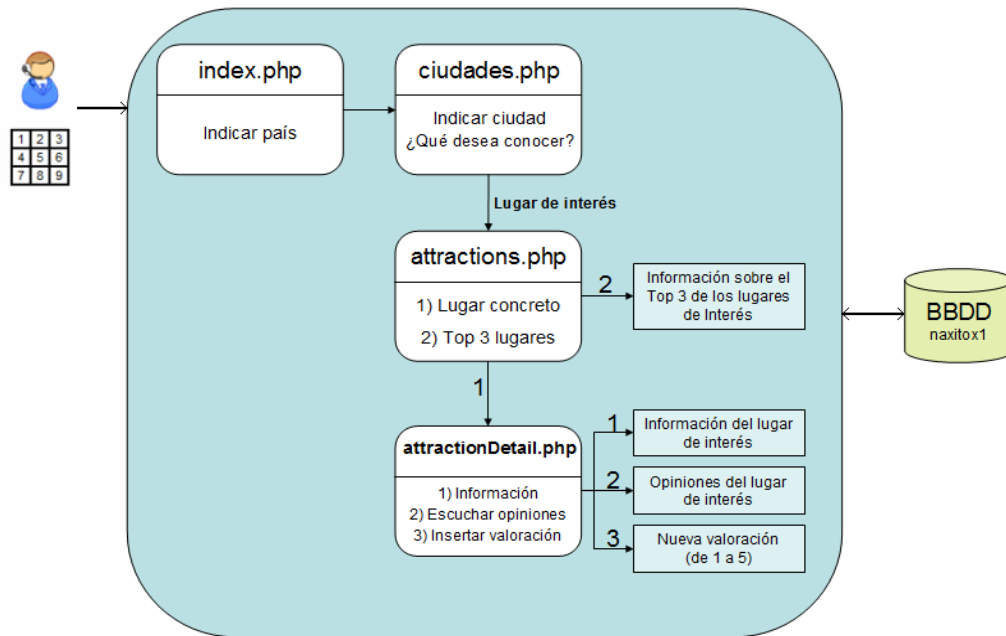 index.php
Indicar país
ciudades.php
Indicar ciudad
¿Qué desea conocer?
1 2 3
4 5 6
7 8 9
Lugar de interés
attractions.php
1) Lugar concreto
2) Top 3 lugares
2
Información sobre el
Top 3 de los lugares
de Interés
BBDD
naxitox1
1
attractionDetail.php
1) Información
2) Escuchar opiniones
3) Insertar valoración
1
Información del lugar
de interés
2
Opiniones del lugar
de interés
3
Nueva valoración
(de 1 a 5)